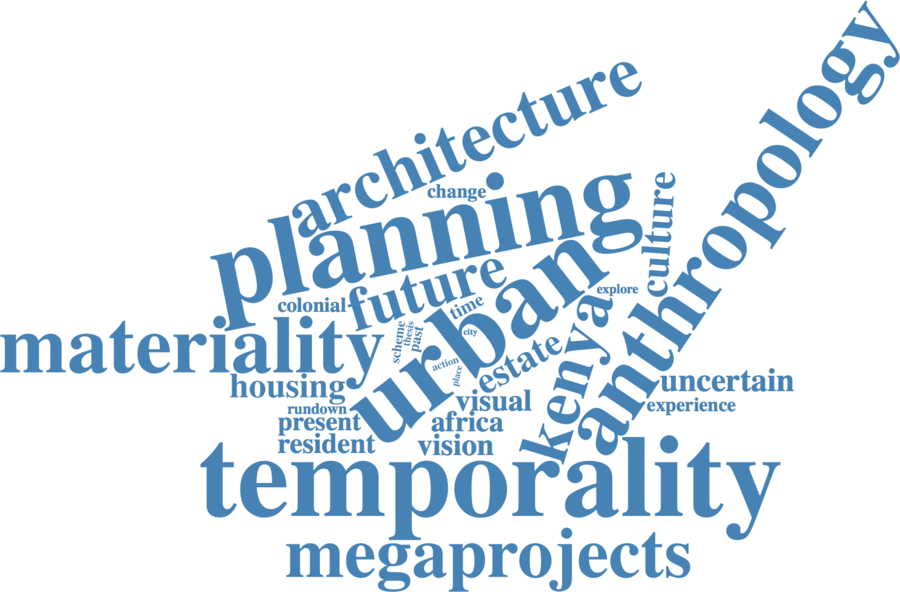 architecture
anthropology
change
planning
culture
future
urban
explore
colonial
time
city
scheme
thesis
past
materiality
kenya
action
place
estate
housing
uncertain
visual
rundown
experience
present
africa
resident
vision
temporality
megaprojects